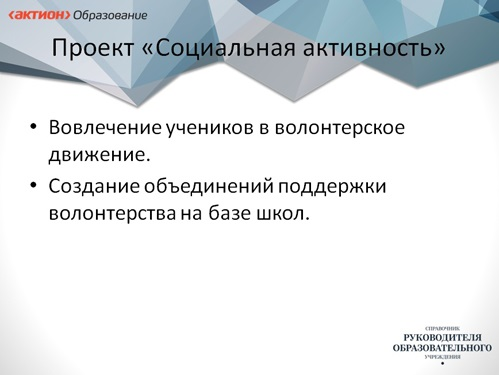 ‹актион› Образование
Проект «Социальная активность»
• Вовлечение учеников в волонтерское
движение.
• Создание объединений поддержки
волонтерства на базе школ.
СПРАВОЧНИК
РУКОВОДИТЕЛЯ
ОБРАЗОВАТЕЛЬНОГО
УЧРЕЖДЕНИЯ